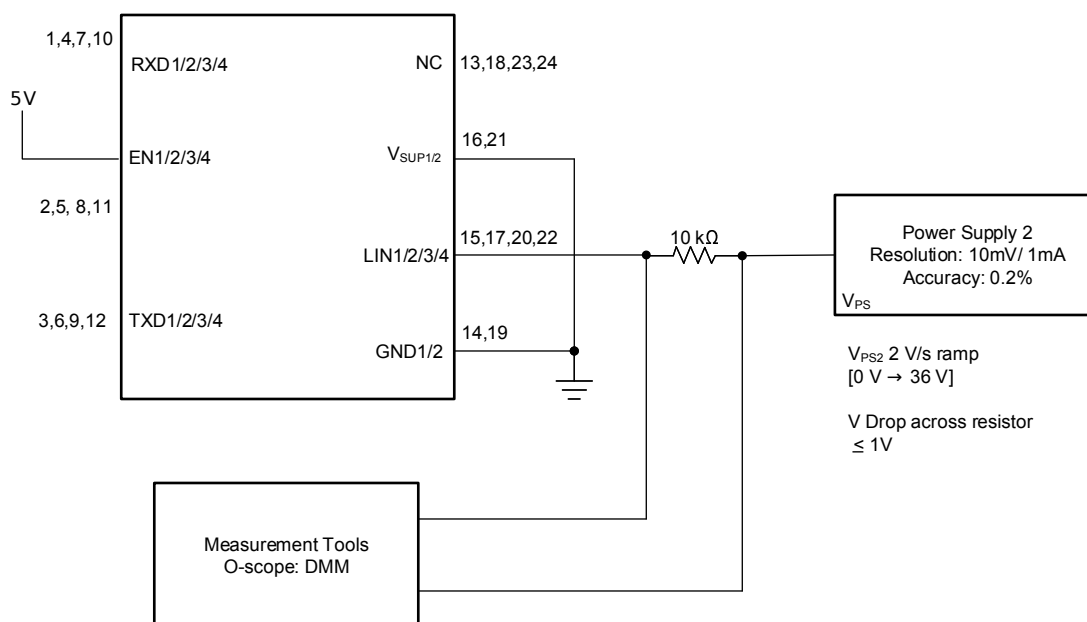 1,4,7,10
RXD1/2/3/4
NC
13,18,23,24
5V
EN1/2/3/4
VSUP1/2
16,21
2,5, 8,11
LIN1/2/3/4
15,17,20,22
10 kΩ
Power Supply 2
Resolution: 10mV/ 1mA
Accuracy: 0.2%
VPS
3,6,9,12
TXD1/2/3/4
GND1/2
14,19
VPS2 2 V/s ramp
[0 V → 36 V]
V Drop across resistor
≤ 1V
Measurement Tools
O-scope: DMM